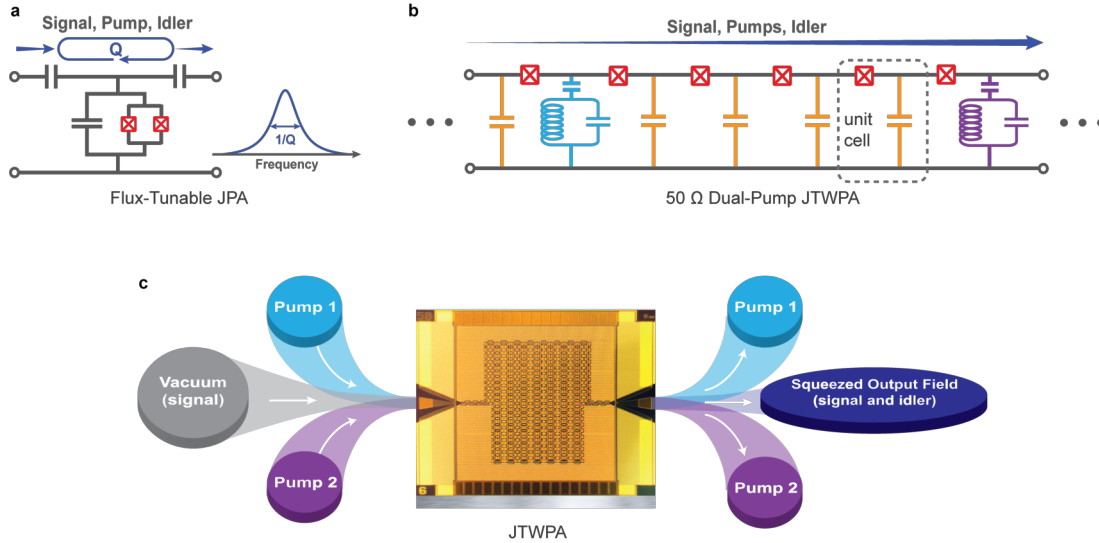 a
Signal, Pump, Idler
Q
1/Q
Frequency
Flux-Tunable JPA
b
Signal, Pumps, Idler
unit
cell
50 Ω Dual-Pump JTWPA
c
Pump 1
Vacuum
(signal)
Pump 2
6
JTWPA
Pump 1
Squeezed Output Field
(signal and idler)
Pump 2